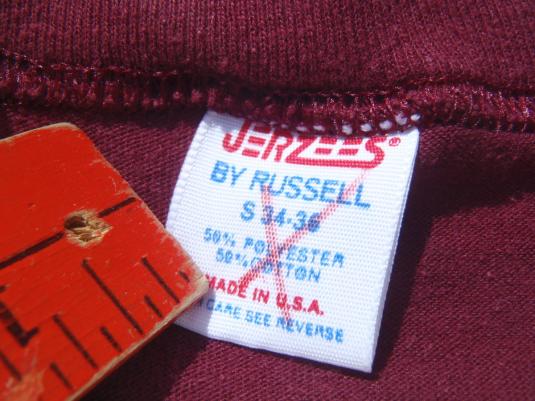 JERZEES®
BY RUSSELL
S 34-36
50% POLYESTER
50% COTTON
MADE IN U.S.A.
CARE SEE REVERSE